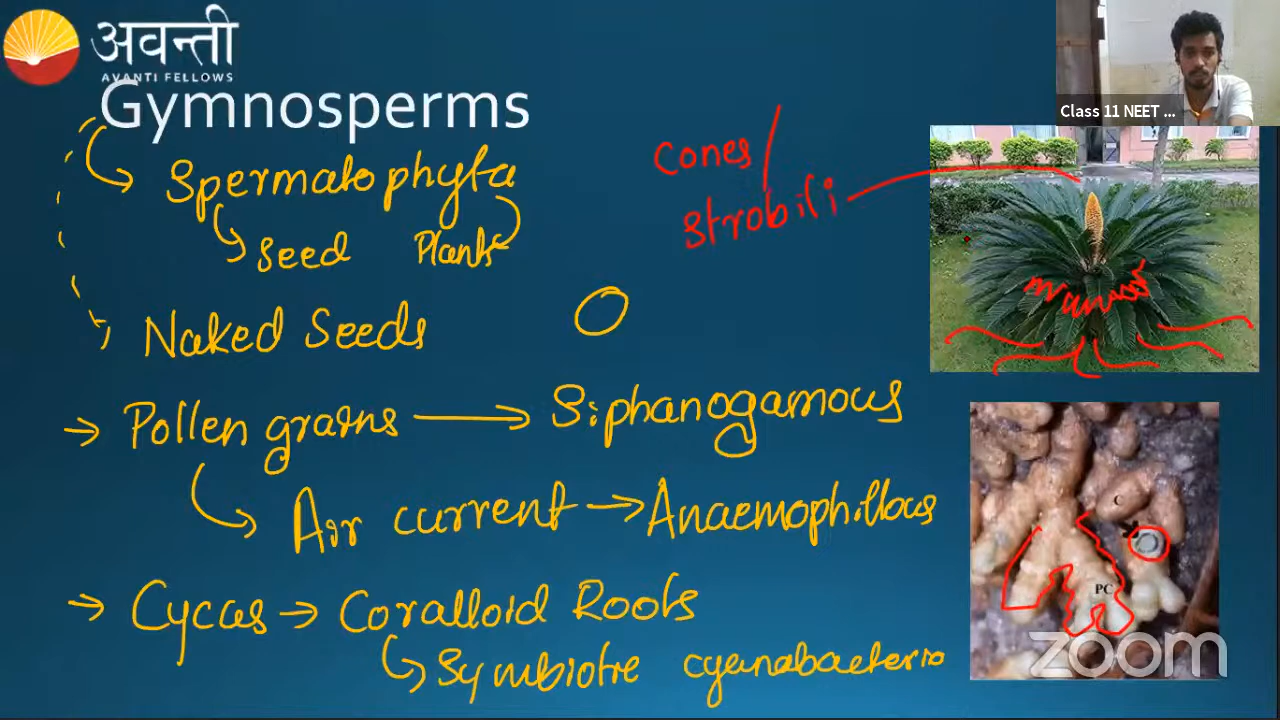 अवन्ती
AVANTI FELLOWS
Gymnosperms
Class 11 NEET ...
Spermatophyta
Seed Plants
Cones/
Strobili
Naked Seeds
Pollen grains → Siphanogamous
Air current → Anaemophillous
Cycas → Coralloid Roots
Symbiotic cyanobacteria
C
PC
zoom